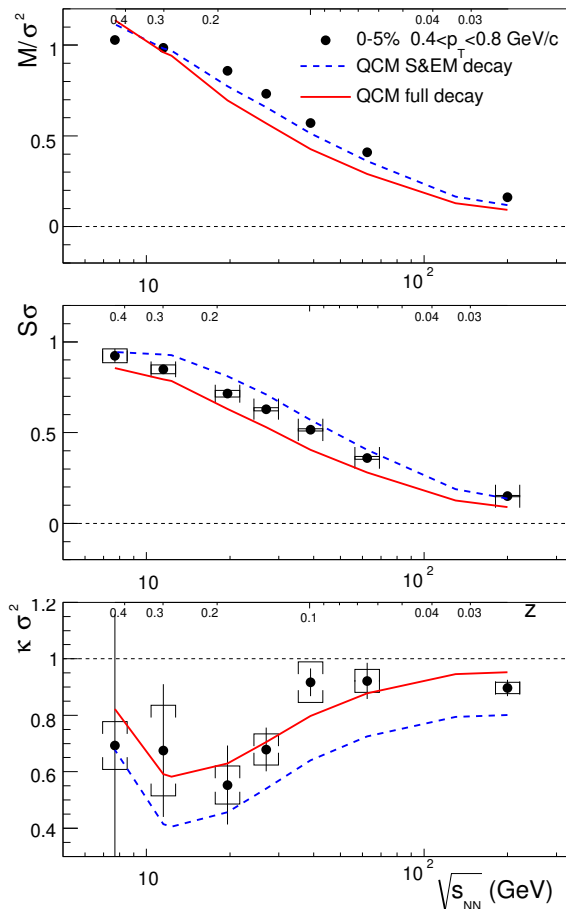 0.4 0.3 0.2 0.04 0.03
M/σ²
1
0.5
0
0-5% 0.4<p_T<0.8 GeV/c
QCM S&EM decay
QCM full decay
10 10²
0.4 0.3 0.2 0.04 0.03
Sσ
1
0.5
0
10 10²
κ σ²
1.2
1
0.8
0.6
0.4
0.4 0.3 0.2 0.1 0.04 0.03 z
10 10²
√s_NN (GeV)